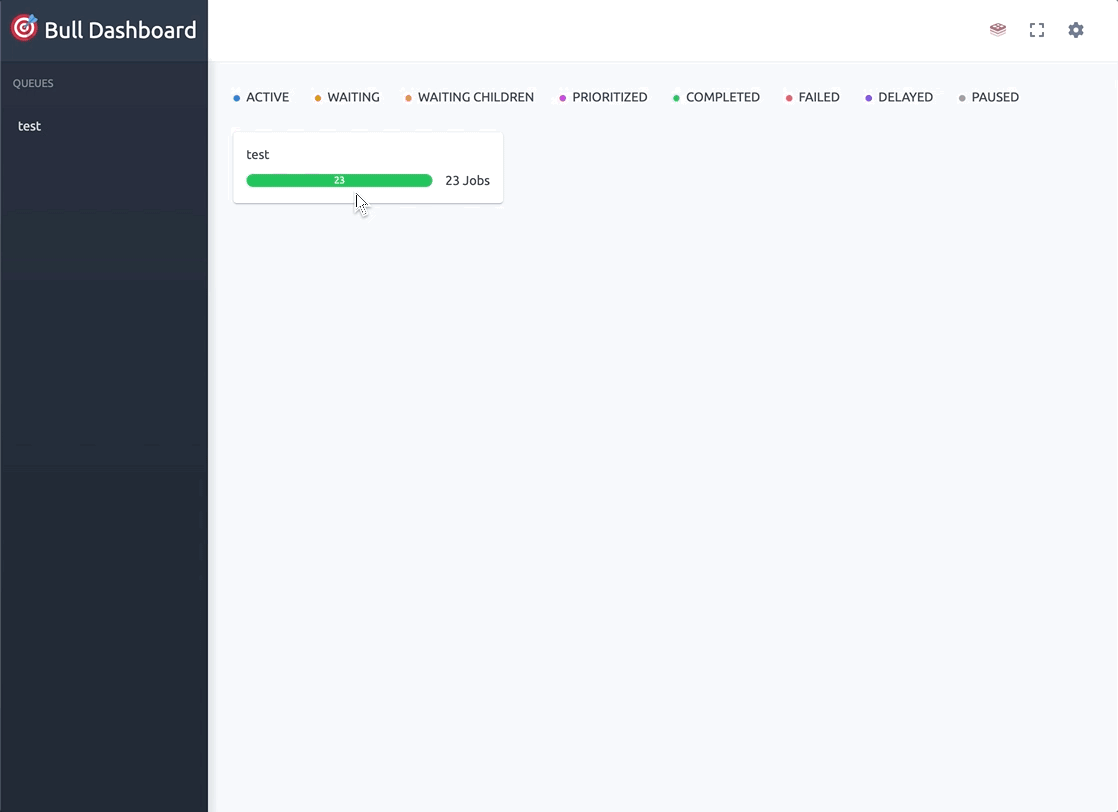 Bull Dashboard
QUEUES
test
ACTIVE WAITING WAITING CHILDREN PRIORITIZED COMPLETED FAILED DELAYED PAUSED
test
23 23 Jobs